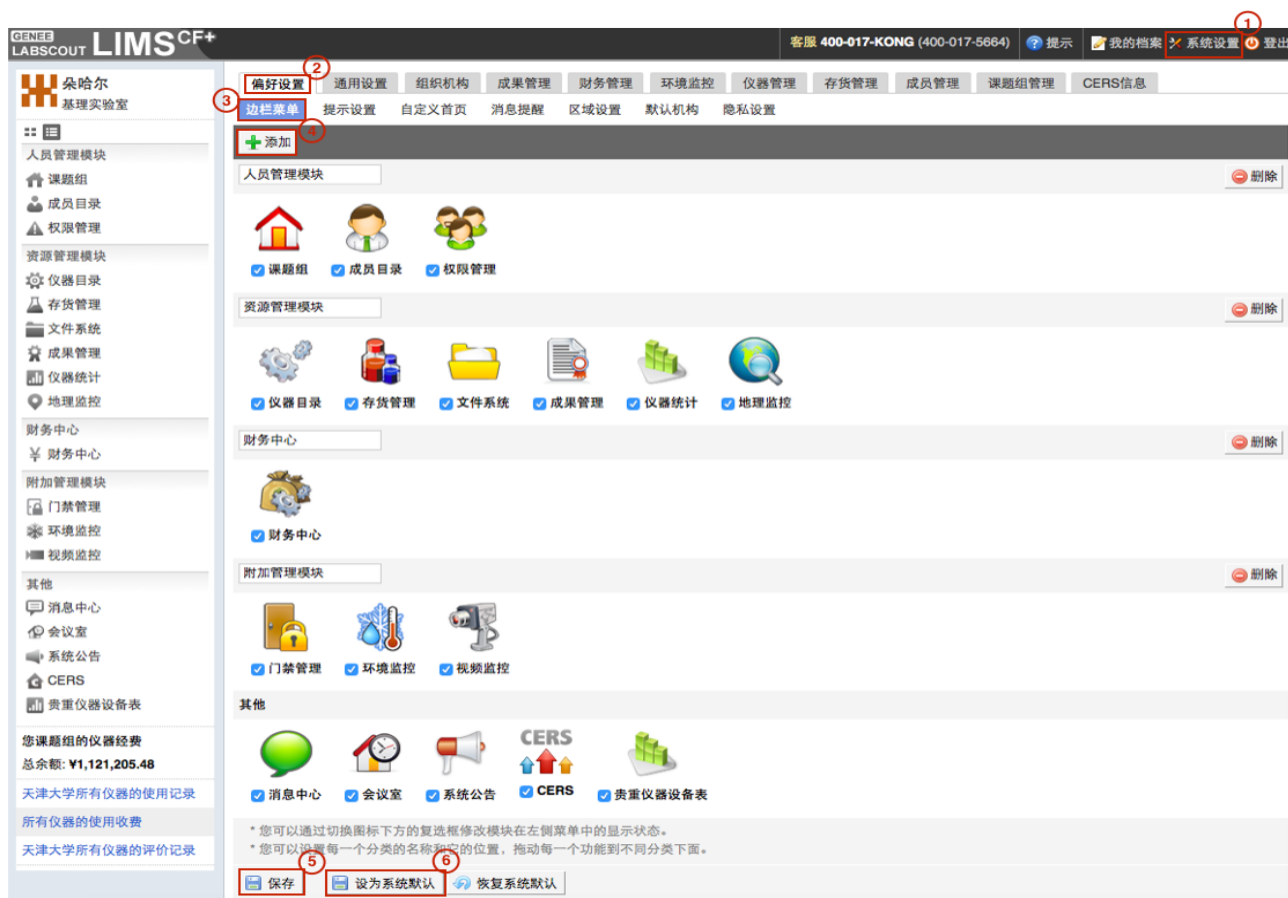 GENEE
LABSCOUT LIMS CF+
客服 400-017-KONG (400-017-5664) 提示 我的档案 系统设置 登出
1
朵哈尔
基理实验室
2
偏好设置 通用设置 组织机构 成果管理 财务管理 环境监控 仪器管理 存货管理 成员管理 课题组管理 CERS信息
3
边栏菜单 提示设置 自定义首页 消息提醒 区域设置 默认机构 隐私设置
4
添加
人员管理模块
课题组
成员目录
权限管理
资源管理模块
仪器目录
存货管理
文件系统
成果管理
仪器统计
地理监控
财务中心
财务中心
附加管理模块
门禁管理
环境监控
视频监控
其他
消息中心
会议室
系统公告
CERS
贵重仪器设备表
您课题组的仪器经费
总余额: ¥1,121,205.48
天津大学所有仪器的使用记录
所有仪器的使用收费
天津大学所有仪器的评价记录
人员管理模块 删除
课题组 成员目录 权限管理
资源管理模块 删除
仪器目录 存货管理 文件系统 成果管理 仪器统计 地理监控
财务中心 删除
财务中心
附加管理模块 删除
门禁管理 环境监控 视频监控
其他
CERS
消息中心 会议室 系统公告 CERS 贵重仪器设备表
* 您可以通过切换图标下方的复选框修改模块在左侧菜单中的显示状态。
* 您可以设置每一个分类的名称和它的位置，拖动每一个功能到不同分类下面。
5 6
保存 设为系统默认 恢复系统默认